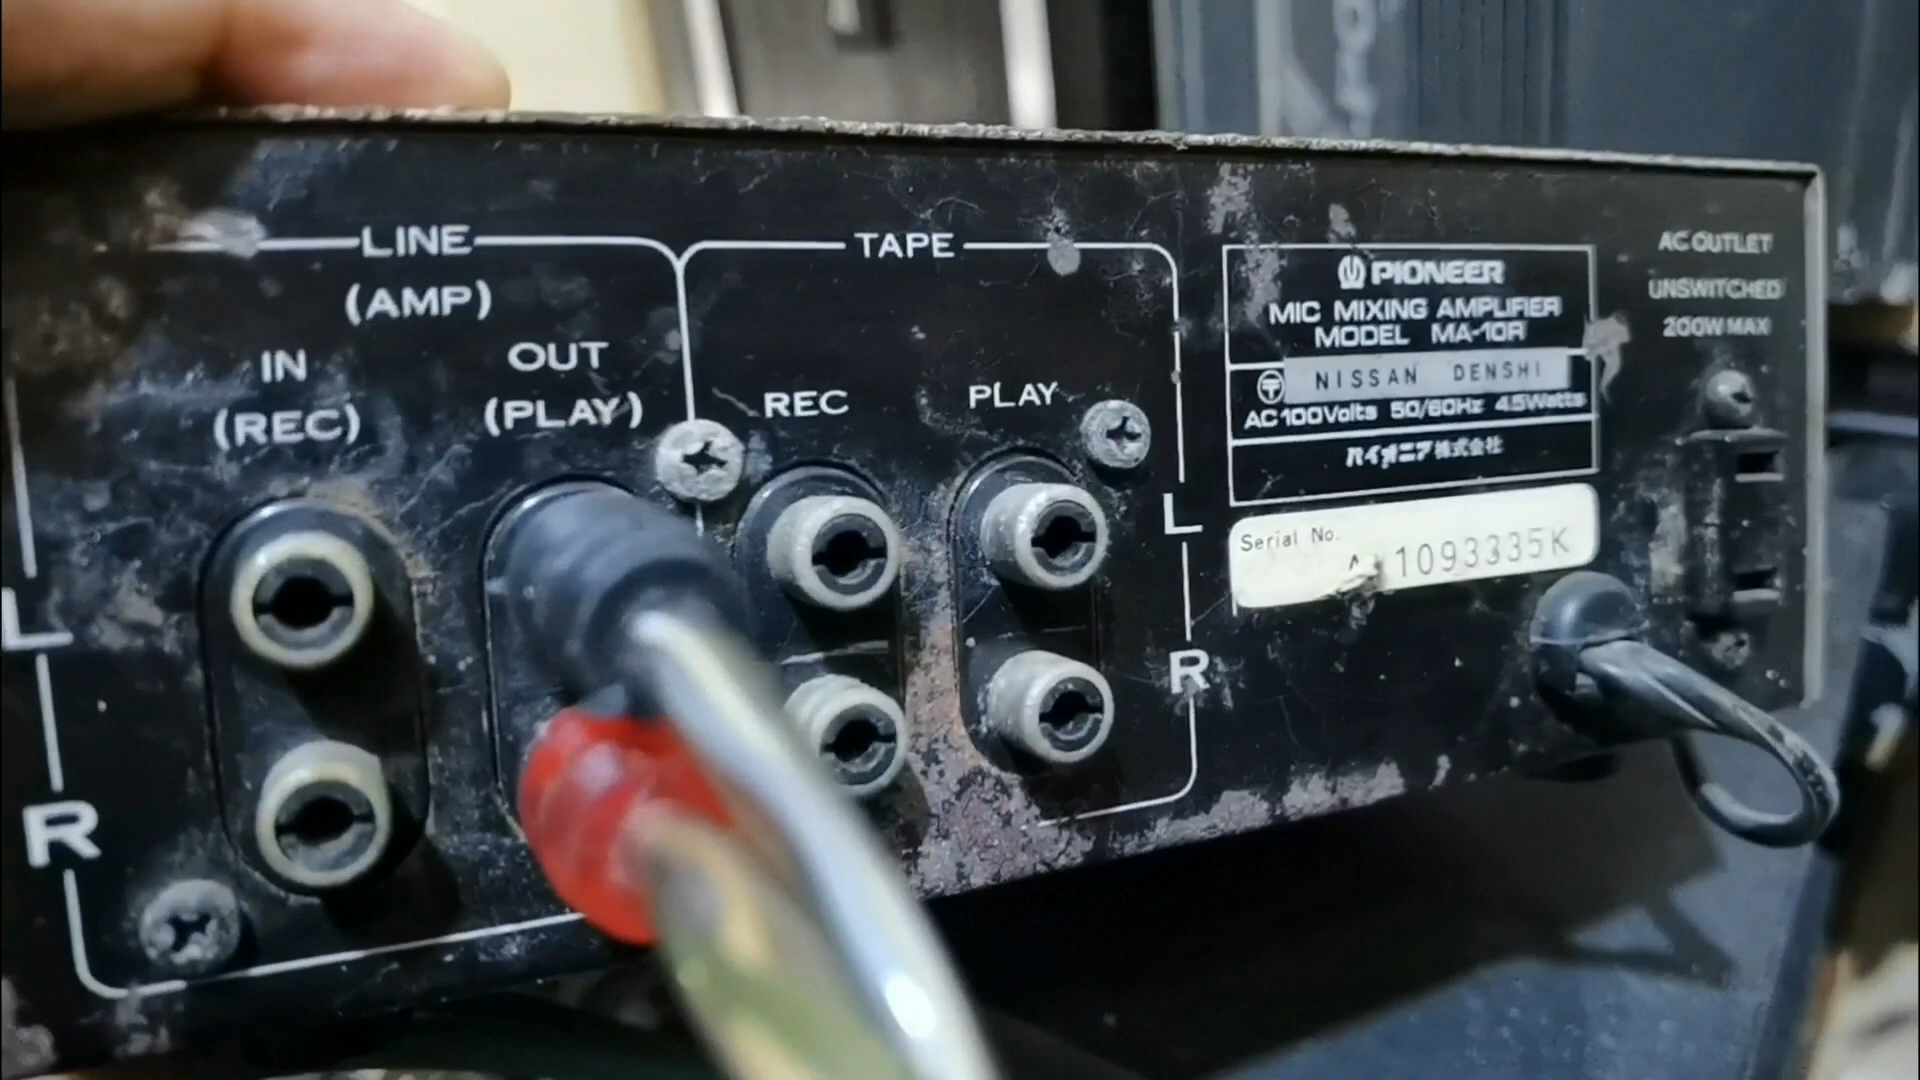 LINE
(AMP)
IN
(REC)
OUT
(PLAY)
L
R
TAPE
REC
PLAY
L
R
PIONEER
MIC MIXING AMPLIFIER
MODEL MA-10R
NISSAN DENSHI
AC100Volts 50/60Hz 4.5Watts
パイオニア株式会社
Serial No.
1093335K
AC OUTLET
UNSWITCHED
200W MAX